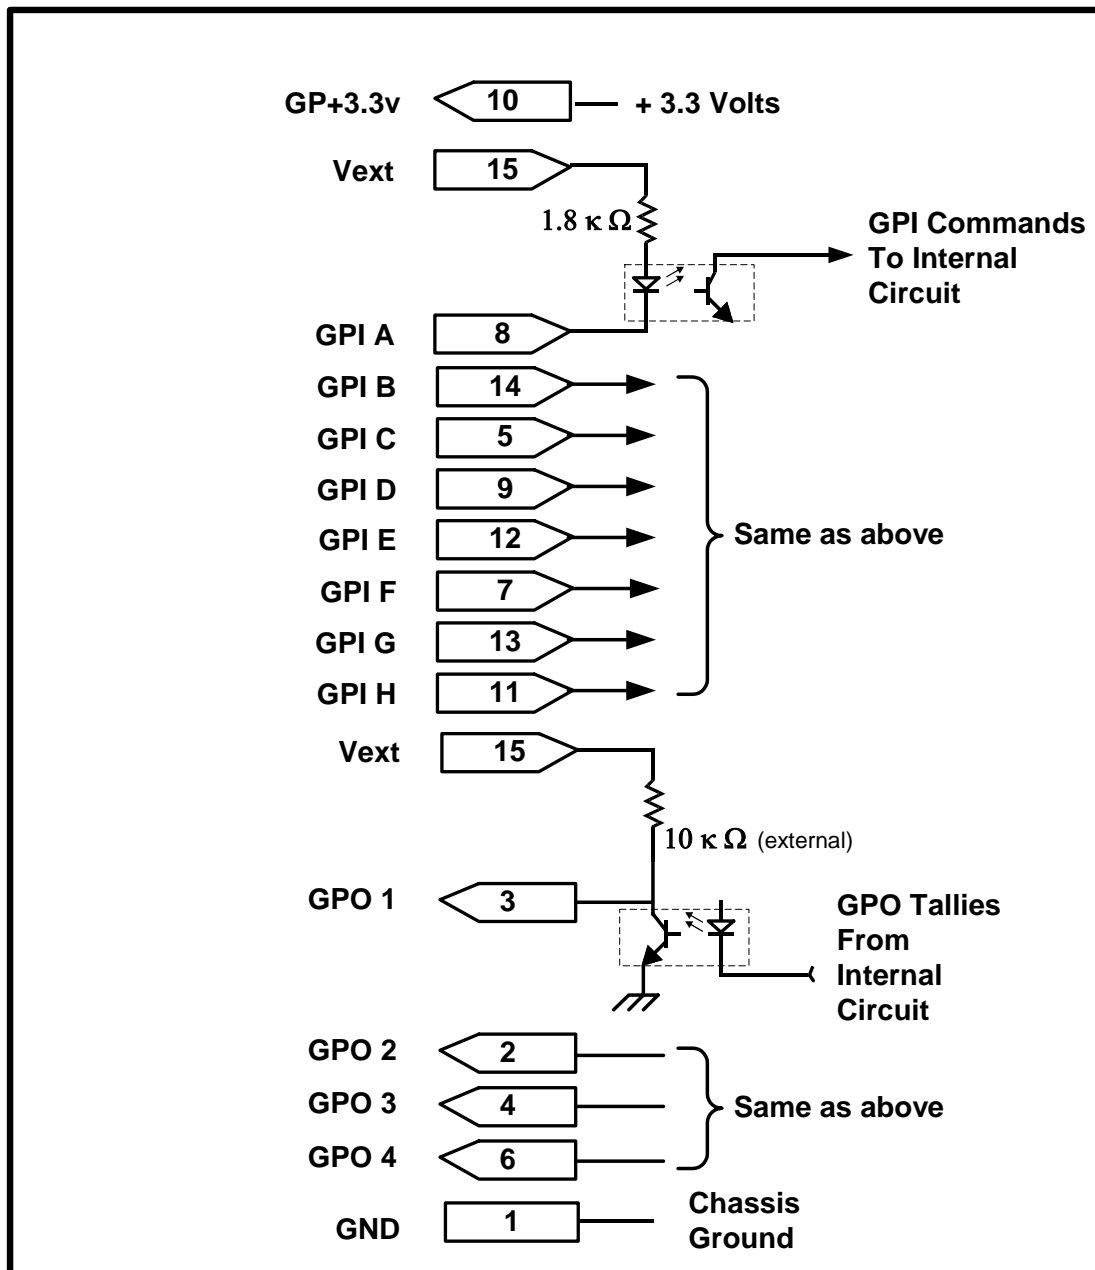 GP+3.3v 10 + 3.3 Volts
Vext 15
1.8 κ Ω
GPI Commands
To Internal
Circuit
GPI A 8
GPI B 14
GPI C 5
GPI D 9
GPI E 12
Same as above
GPI F 7
GPI G 13
GPI H 11
Vext 15
10 κ Ω (external)
GPO 1 3
GPO Tallies
From
Internal
Circuit
GPO 2 2
GPO 3 4
Same as above
GPO 4 6
GND 1
Chassis
Ground